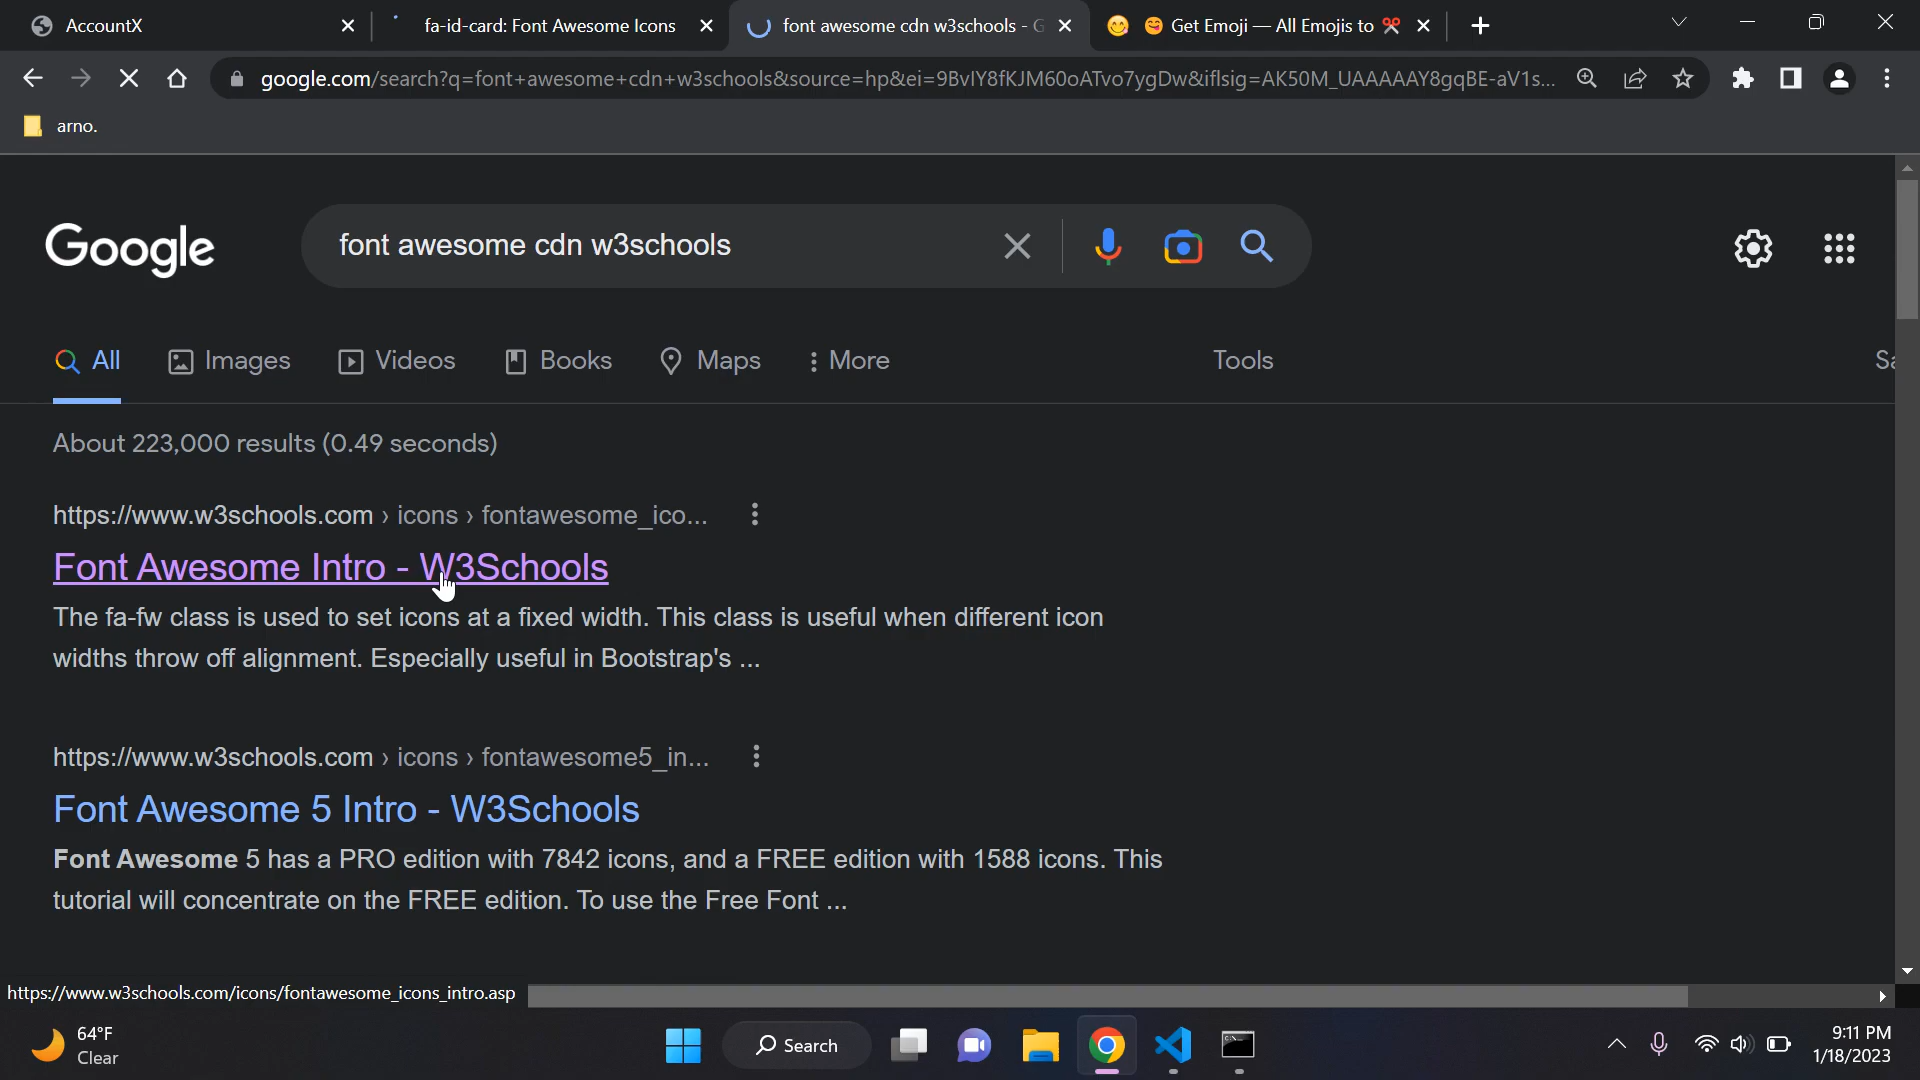 AccountX
fa-id-card: Font Awesome Icons
font awesome cdn w3schools - G
Get Emoji — All Emojis to
google.com/search?q=font+awesome+cdn+w3schools&source=hp&ei=9BvIY8fKJM60oATvo7ygDw&iflsig=AK50M_UAAAAAY8gqBE-aV1s...
arno.
Google
font awesome cdn w3schools
All
Images
Videos
Books
Maps
More
Tools
Sa
About 223,000 results (0.49 seconds)
https://www.w3schools.com › icons › fontawesome_ico...
Font Awesome Intro - W3Schools
The fa-fw class is used to set icons at a fixed width. This class is useful when different icon
widths throw off alignment. Especially useful in Bootstrap's ...
https://www.w3schools.com › icons › fontawesome5_in...
Font Awesome 5 Intro - W3Schools
Font Awesome 5 has a PRO edition with 7842 icons, and a FREE edition with 1588 icons. This
tutorial will concentrate on the FREE edition. To use the Free Font ...
https://www.w3schools.com/icons/fontawesome_icons_intro.asp
64°F
Clear
Search
9:11 PM
1/18/2023